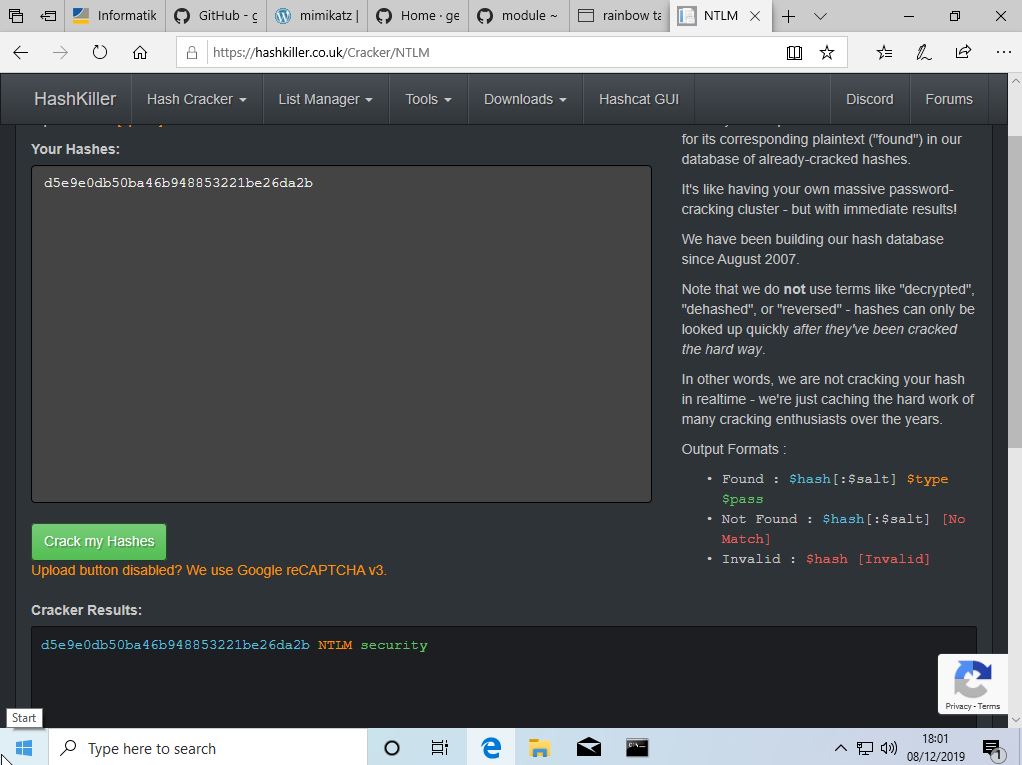 Informatik
GitHub - g
mimikatz |
Home · ge
module ~
rainbow ta
NTLM
https://hashkiller.co.uk/Cracker/NTLM
HashKiller
Hash Cracker
List Manager
Tools
Downloads
Hashcat GUI
Discord
Forums
Your Hashes:
d5e9e0db50ba46b948853221be26da2b
for its corresponding plaintext ("found") in our
database of already-cracked hashes.
It's like having your own massive password-
cracking cluster - but with immediate results!
We have been building our hash database
since August 2007.
Note that we do not use terms like "decrypted",
"dehashed", or "reversed" - hashes can only be
looked up quickly after they've been cracked
the hard way.
In other words, we are not cracking your hash
in realtime - we're just caching the hard work of
many cracking enthusiasts over the years.
Output Formats :
• Found : $hash[:$salt] $type
$pass
• Not Found : $hash[:$salt] [No
Match]
• Invalid : $hash [Invalid]
Crack my Hashes
Upload button disabled? We use Google reCAPTCHA v3.
Cracker Results:
d5e9e0db50ba46b948853221be26da2b NTLM security
Privacy - Terms
Start
Type here to search
18:01
08/12/2019
1